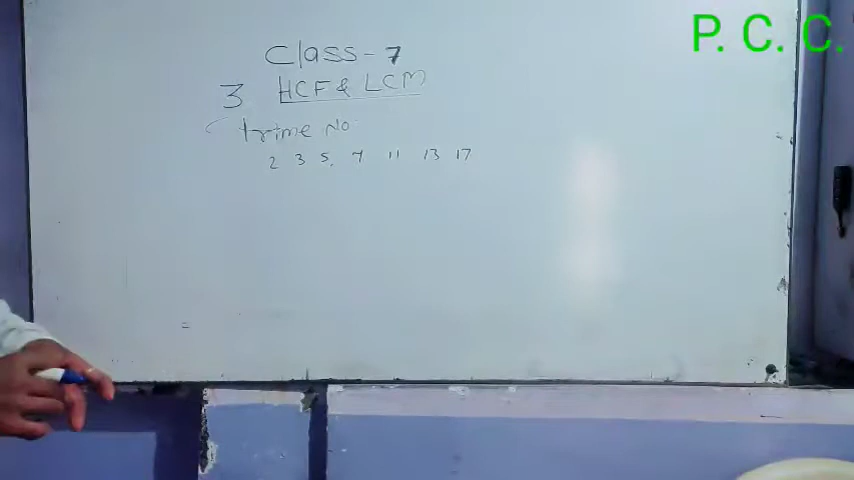 P. C. C.
Class - 7
3 HCF & LCM
Prime No
2 3 5, 7 11 13 17